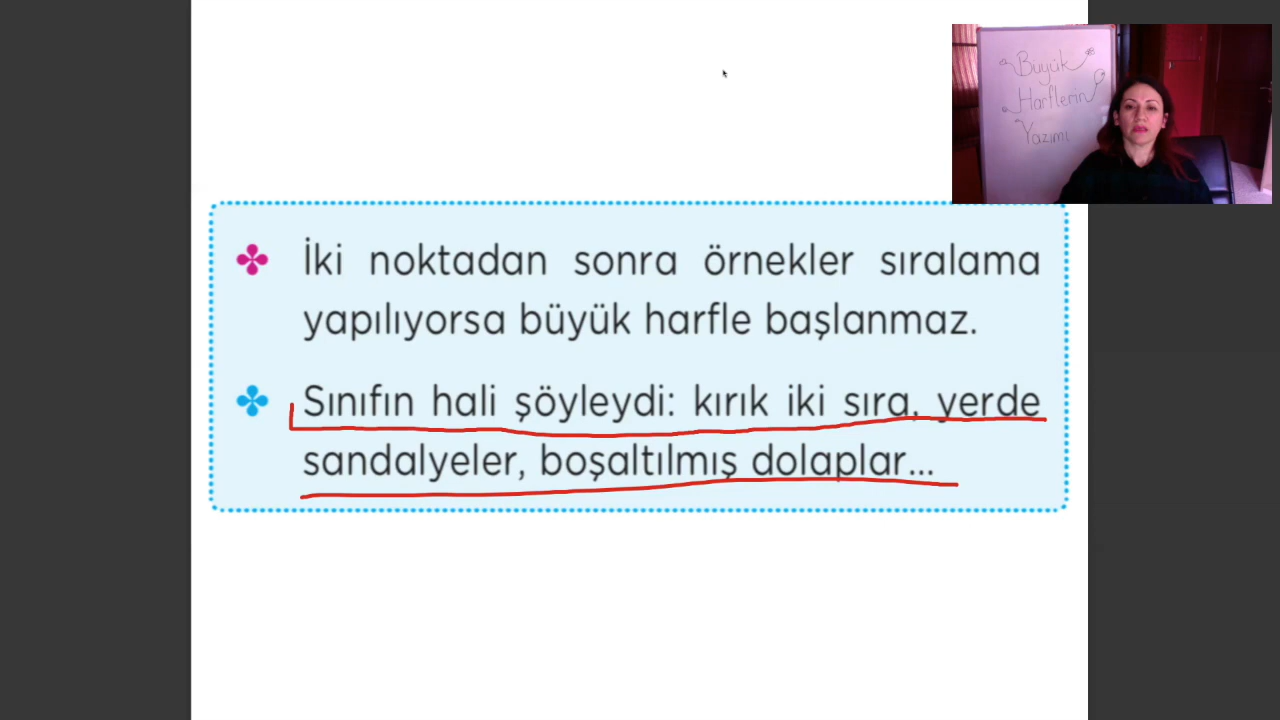 Büyük
Harflerin
Yazımı
İki noktadan sonra örnekler sıralama
yapılıyorsa büyük harfle başlanmaz.
Sınıfın hali şöyleydi: kırık iki sıra, yerde
sandalyeler, boşaltılmış dolaplar...